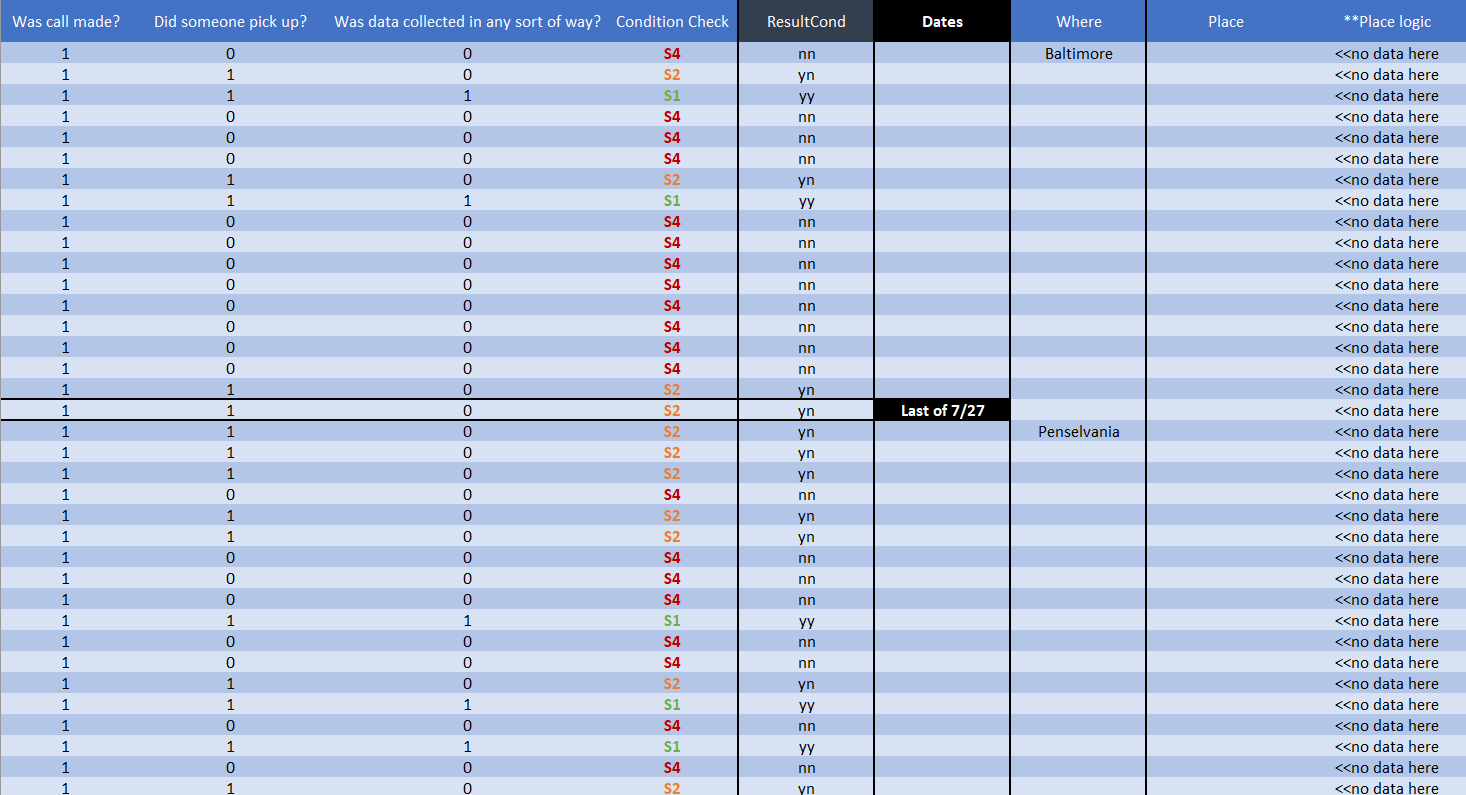 Was call made? Did someone pick up? Was data collected in any sort of way? Condition Check ResultCond Dates Where Place **Place logic
1 0 0 S4 nn Baltimore <<no data here
1 1 0 S2 yn <<no data here
1 1 1 S1 yy <<no data here
1 0 0 S4 nn <<no data here
1 0 0 S4 nn <<no data here
1 0 0 S4 nn <<no data here
1 1 0 S2 yn <<no data here
1 1 1 S1 yy <<no data here
1 0 0 S4 nn <<no data here
1 0 0 S4 nn <<no data here
1 0 0 S4 nn <<no data here
1 0 0 S4 nn <<no data here
1 0 0 S4 nn <<no data here
1 0 0 S4 nn <<no data here
1 0 0 S4 nn <<no data here
1 0 0 S4 nn <<no data here
1 1 0 S2 yn <<no data here
1 1 0 S2 yn Last of 7/27 <<no data here
1 1 0 S2 yn Penselvania <<no data here
1 1 0 S2 yn <<no data here
1 1 0 S2 yn <<no data here
1 0 0 S4 nn <<no data here
1 1 0 S2 yn <<no data here
1 1 0 S2 yn <<no data here
1 0 0 S4 nn <<no data here
1 0 0 S4 nn <<no data here
1 0 0 S4 nn <<no data here
1 1 1 S1 yy <<no data here
1 0 0 S4 nn <<no data here
1 0 0 S4 nn <<no data here
1 1 0 S2 yn <<no data here
1 1 1 S1 yy <<no data here
1 0 0 S4 nn <<no data here
1 1 1 S1 yy <<no data here
1 0 0 S4 nn <<no data here
1 1 0 S2 yn <<no data here